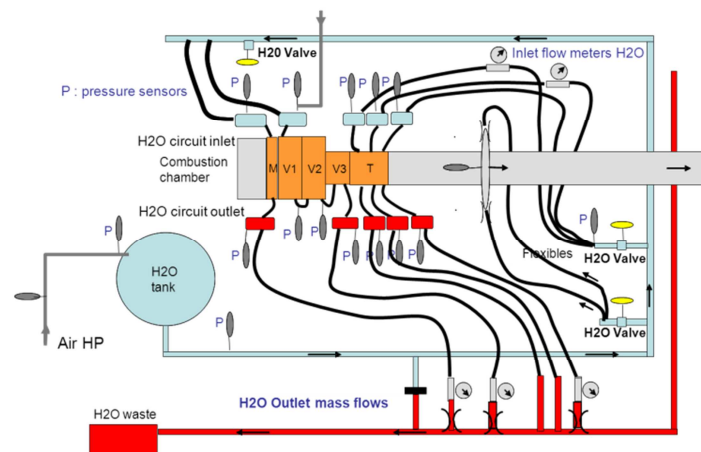 H20 Valve
Inlet flow meters H2O
P
P
P
P
P
P : pressure sensors
H2O circuit inlet
Combustion
chamber
M
V1
V2
V3
T
H2O circuit outlet
P
P
P
P
P
P
P
P
Flexibles
H2O Valve
H2O
tank
P
Air HP
H2O Valve
H2O Outlet mass flows
H2O waste